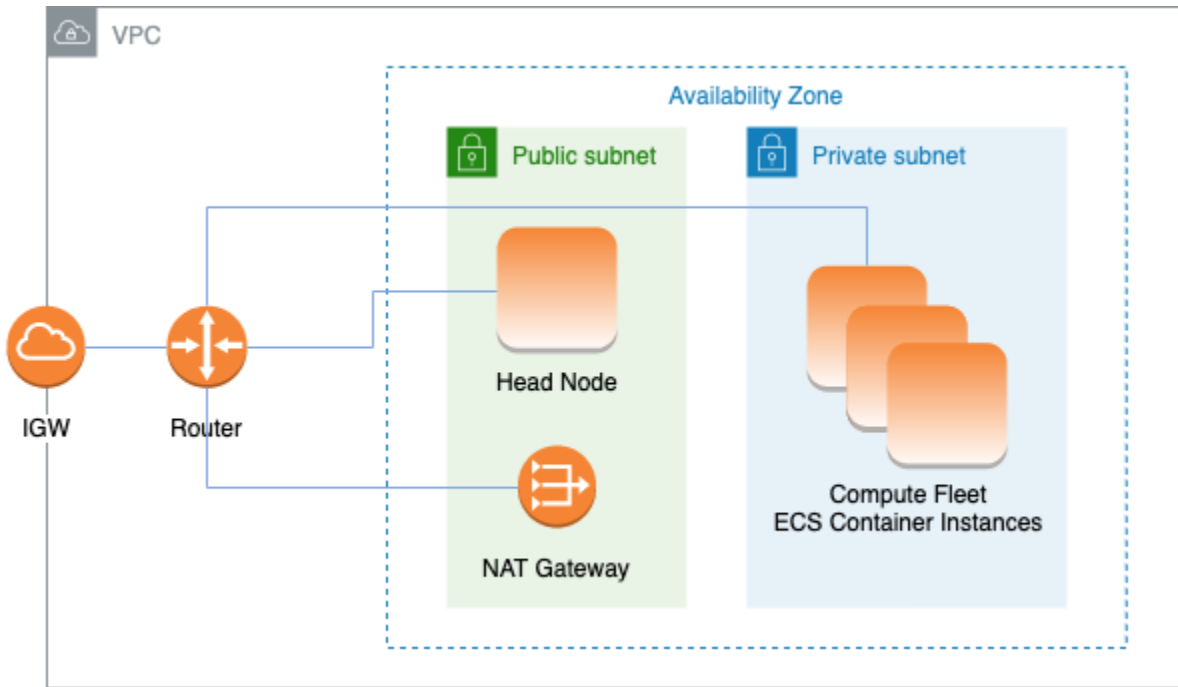 VPC
Availability Zone
Public subnet
Private subnet
Head Node
IGW
Router
NAT Gateway
Compute Fleet
ECS Container Instances